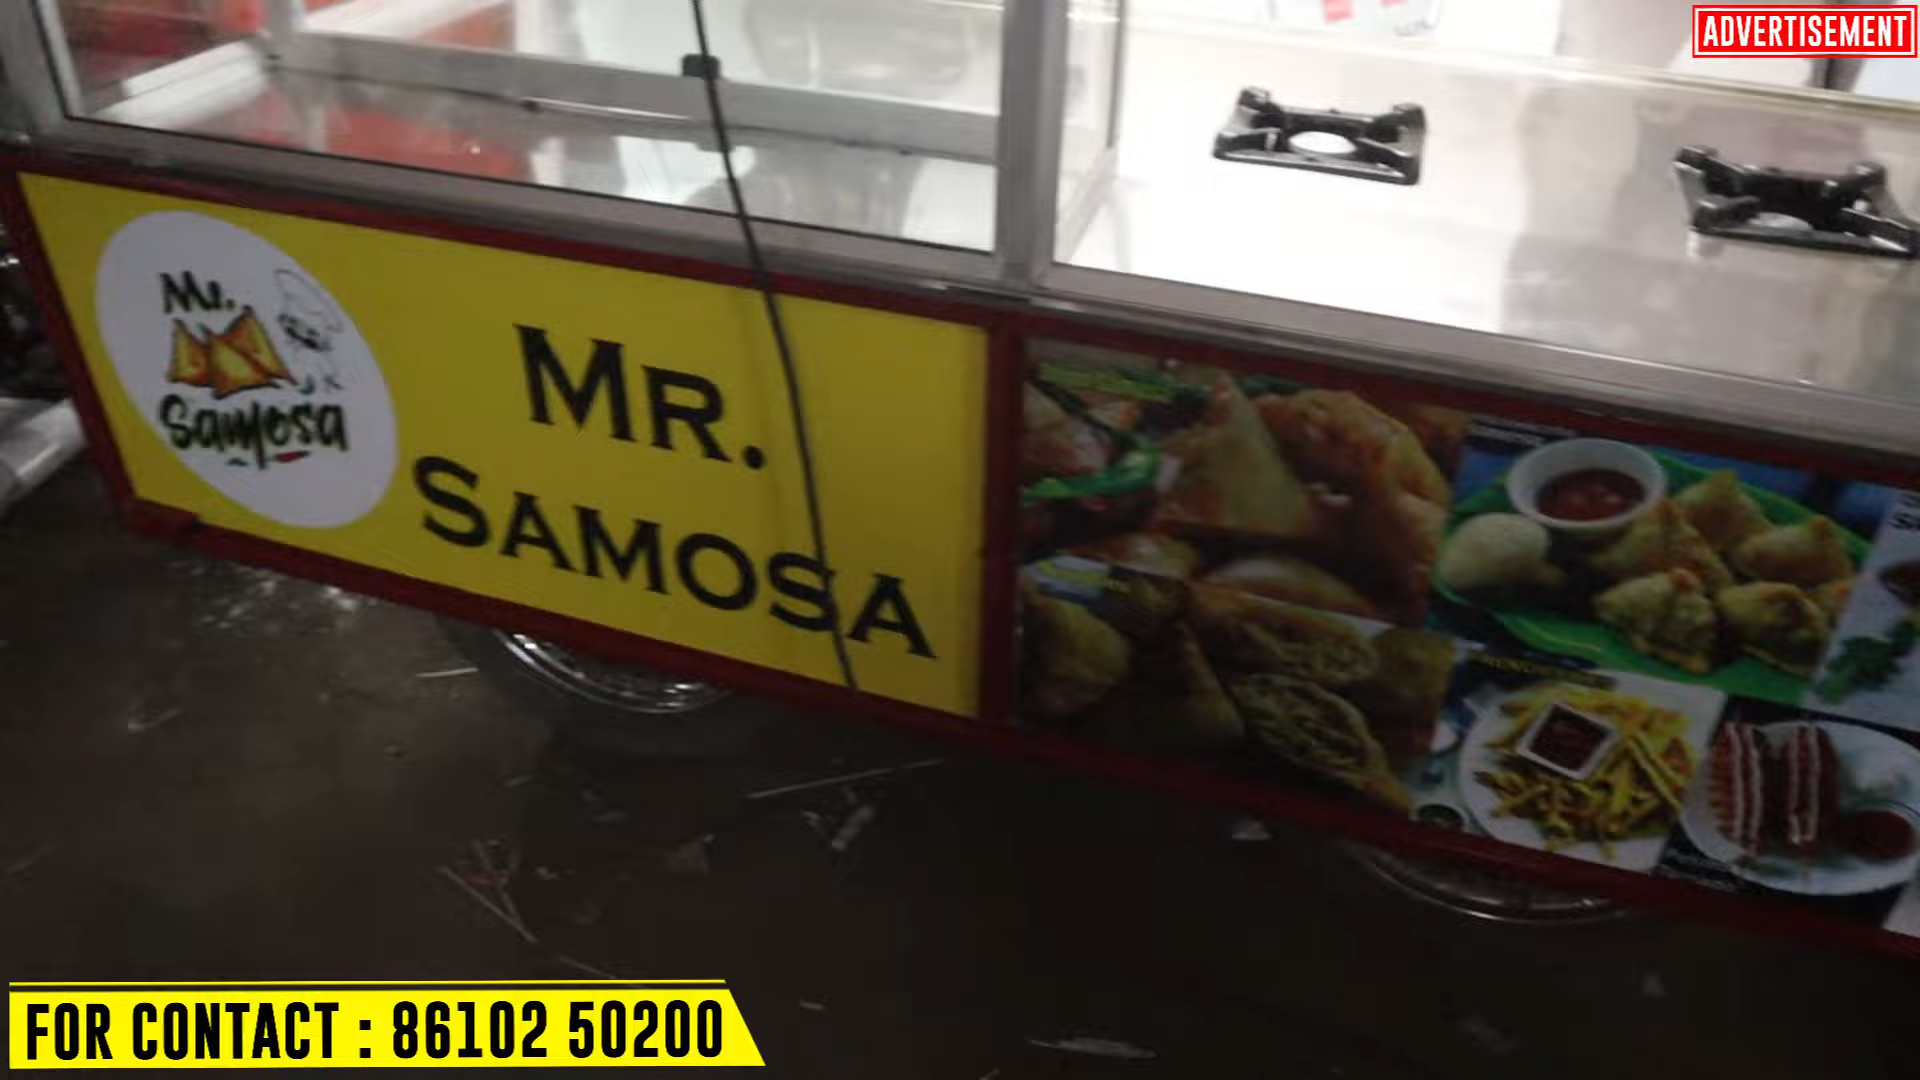 ADVERTISEMENT
Mr.
Samosa
MR.
SAMOSA
FOR CONTACT : 86102 50200